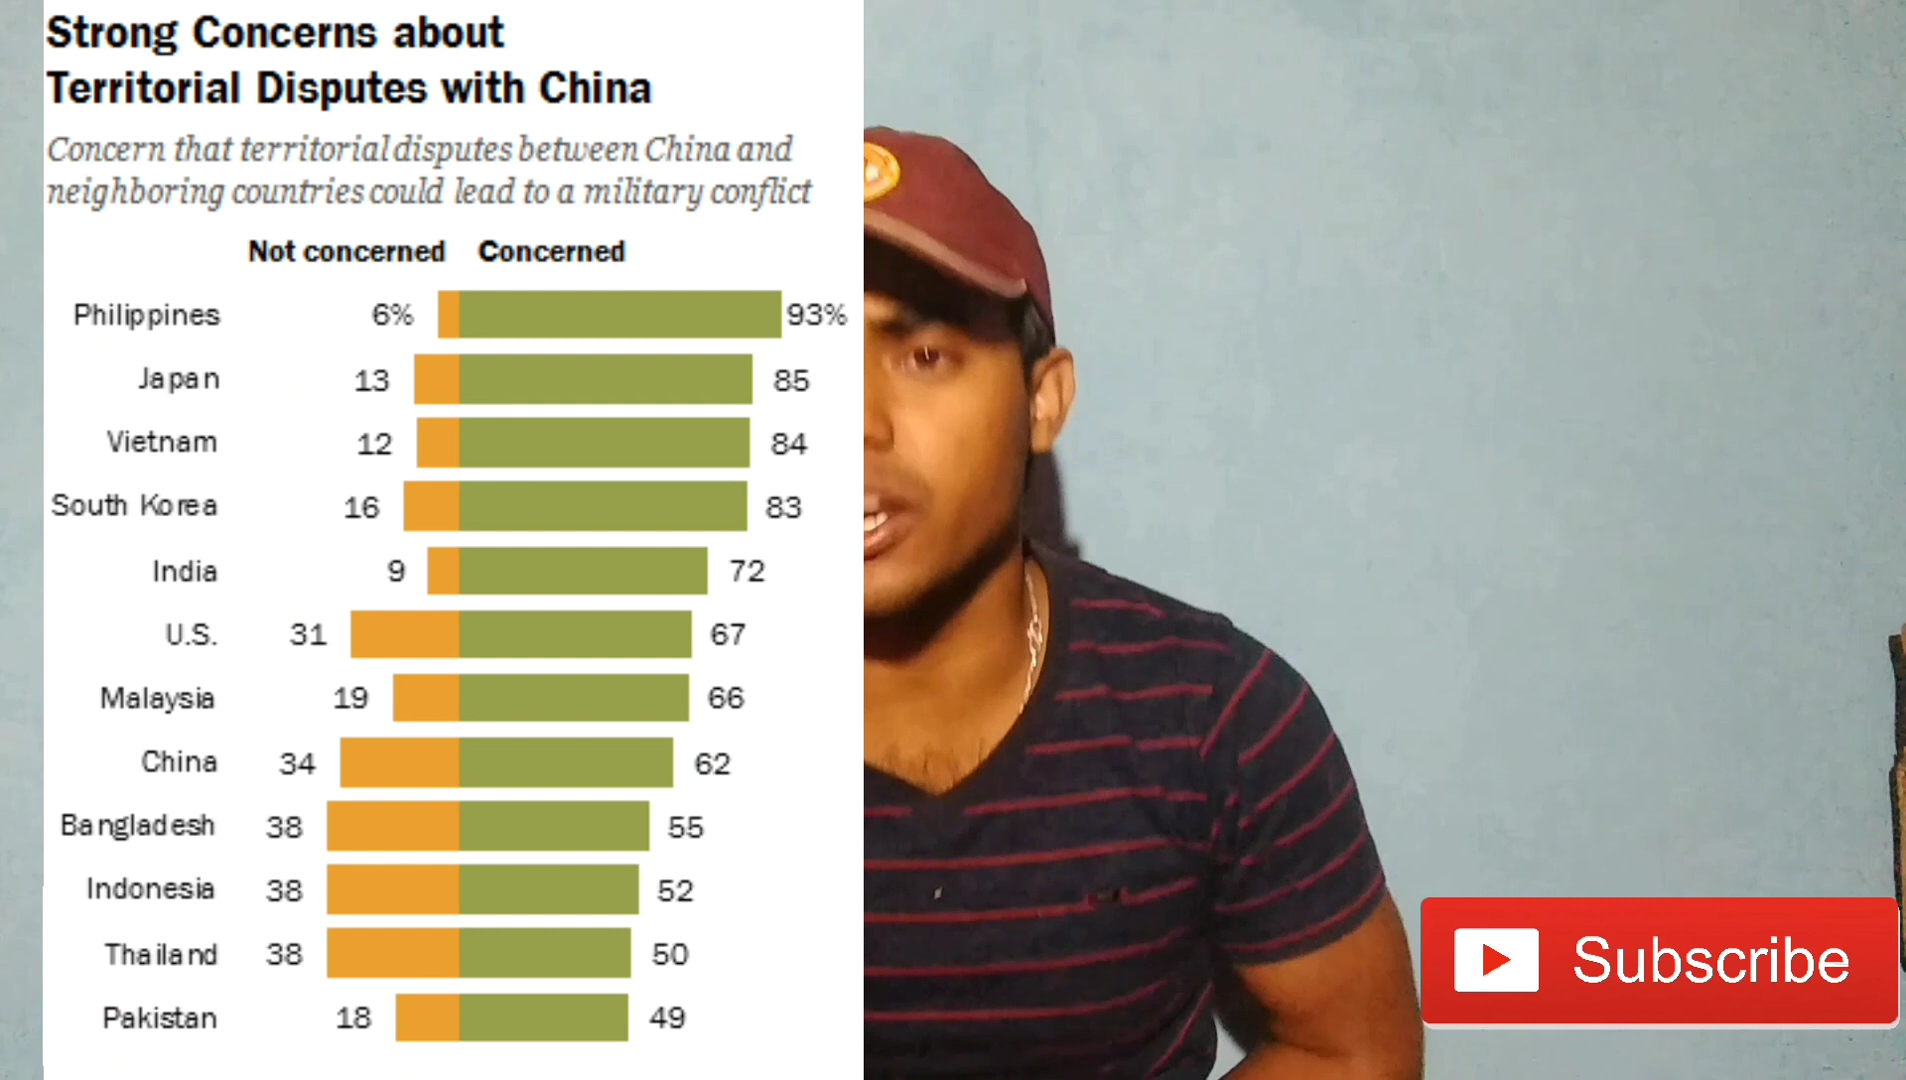 Strong Concerns about
Territorial Disputes with China
Concern that territorial disputes between China and
neighboring countries could lead to a military conflict
Not concerned Concerned
Philippines 6% 93%
Japan 13 85
Vietnam 12 84
South Korea 16 83
India 9 72
U.S. 31 67
Malaysia 19 66
China 34 62
Bangladesh 38 55
Indonesia 38 52
Thailand 38 50
Pakistan 18 49
Subscribe